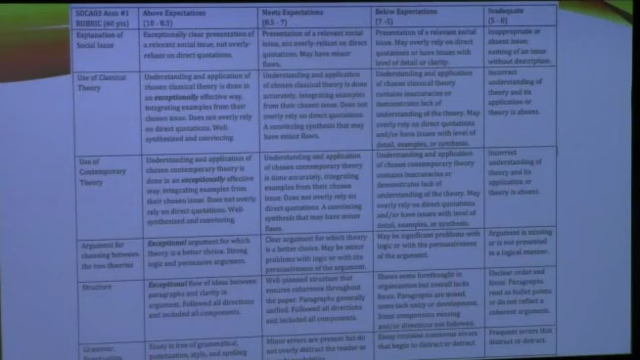 SOCA02 Assn #1
RUBRIC (40 pts)
Above Expectations
(10 - 8.5)
Meets Expectations
(8.5 - 7)
Below Expectations
(7 -5)
Inadequate
(5 - 0)
Explanation of
Social Issue
Exceptionally clear presentation of
a relevant social issue, not overly-
reliant on direct quotations.
Presentation of a relevant social
issue, not overly-reliant on direct
quotations. May have minor
flaws.
Presentation of a relevant social
issue. May overly rely on direct
quotations or have issues with
level of detail or clarity.
Inappropriate or
absent issue;
naming of an issue
without description.
Use of Classical
Theory
Understanding and application of
chosen classical theory is done in
an exceptionally effective way,
integrating examples from their
chosen issue. Does not overly rely
on direct quotations. Well-
synthesized and convincing.
Understanding and application of
chosen classical theory is done
accurately, integrating examples
from their chosen issue. Does not
overly rely on direct quotations.
A convincing synthesis that may
have minor flaws.
Understanding and application of
chosen classical theory
contains inaccuracies or
demonstrates lack of
understanding of the theory. May
overly rely on direct quotations
and/or have issues with level of
detail, examples, or synthesis.
Incorrect
understanding of
theory and its
application or
theory is absent.
Use of
Contemporary
Theory
Understanding and application of
chosen contemporary theory is
done in an exceptionally effective
way, integrating examples from
their chosen issue. Does not overly
rely on direct quotations. Well-
synthesized and convincing.
Understanding and application of
chosen contemporary theory
is done accurately, integrating
examples from their chosen
issue. Does not overly rely on direct
quotations. A convincing
synthesis that may have minor
flaws.
Understanding and application of
chosen contemporary theory
contains inaccuracies or
demonstrates lack of
understanding of the theory. May
overly rely on direct quotations
and/or have issues with level of
detail, examples, or synthesis.
Incorrect
understanding of
theory and its
application or
theory is absent.
Argument for
choosing between
the two theories
Exceptional argument for which
theory is a better choice. Strong
logic and persuasive argument.
Clear argument for which theory
is a better choice. May be minor
problems with logic or with the
persuasiveness of the argument.
May be significant problems with
logic or with the persuasiveness
of the argument.
Argument is missing
or is not presented
in a logical manner.
Structure
Exceptional flow of ideas between
paragraphs and clarity in
argument. Followed all directions
and included all components.
Well-planned structure that
ensures coherence throughout
the paper. Paragraphs generally
unified. Followed all directions
and included all components.
Shows some forethought in
organization but overall lacks
focus. Paragraphs are mixed,
some lack unity or development.
Some components missing
and/or directions not followed.
Unclear order and
focus. Paragraphs
read as bullet points
or do not reflect a
coherent argument.
Grammar,
Essay is free of grammatical,
punctuation, style, and spelling
Minor errors are present but do
not overly distract the reader or
Essay contains numerous errors
that begin to distract or detract
Frequent errors that
distract or detract.